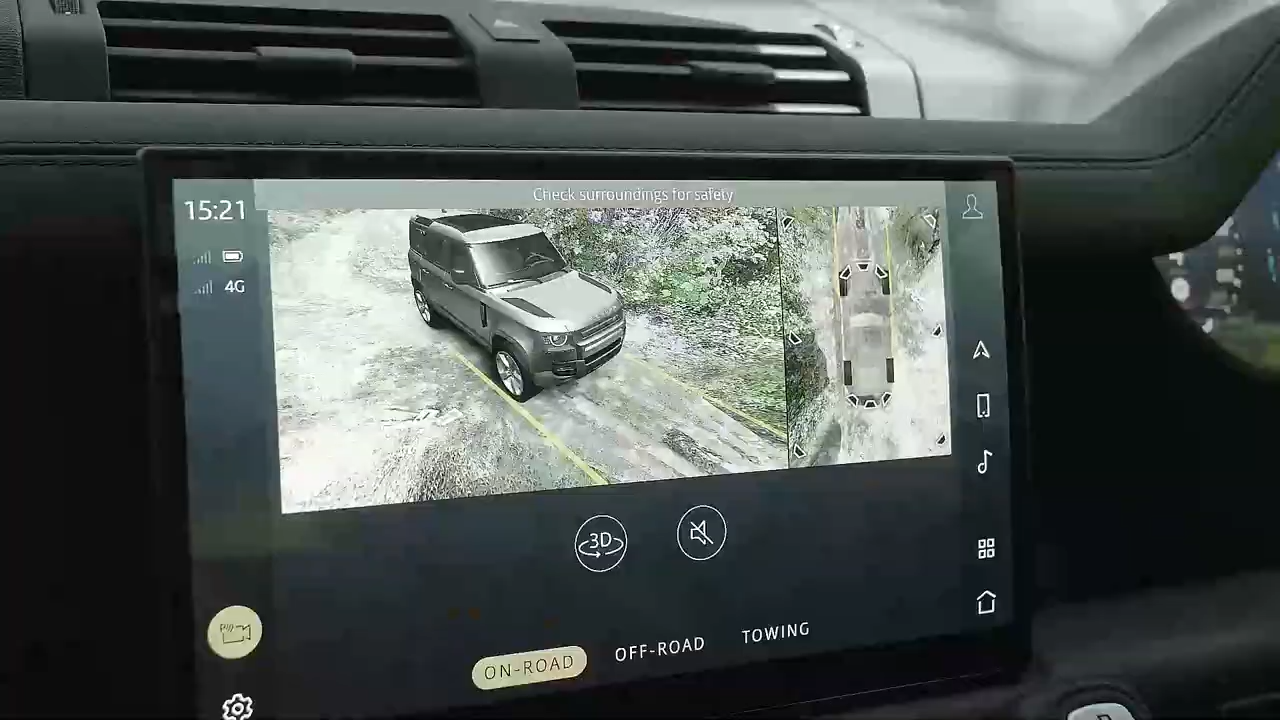 Check surroundings for safety
15:21
4G
3D
ON-ROAD
OFF-ROAD
TOWING